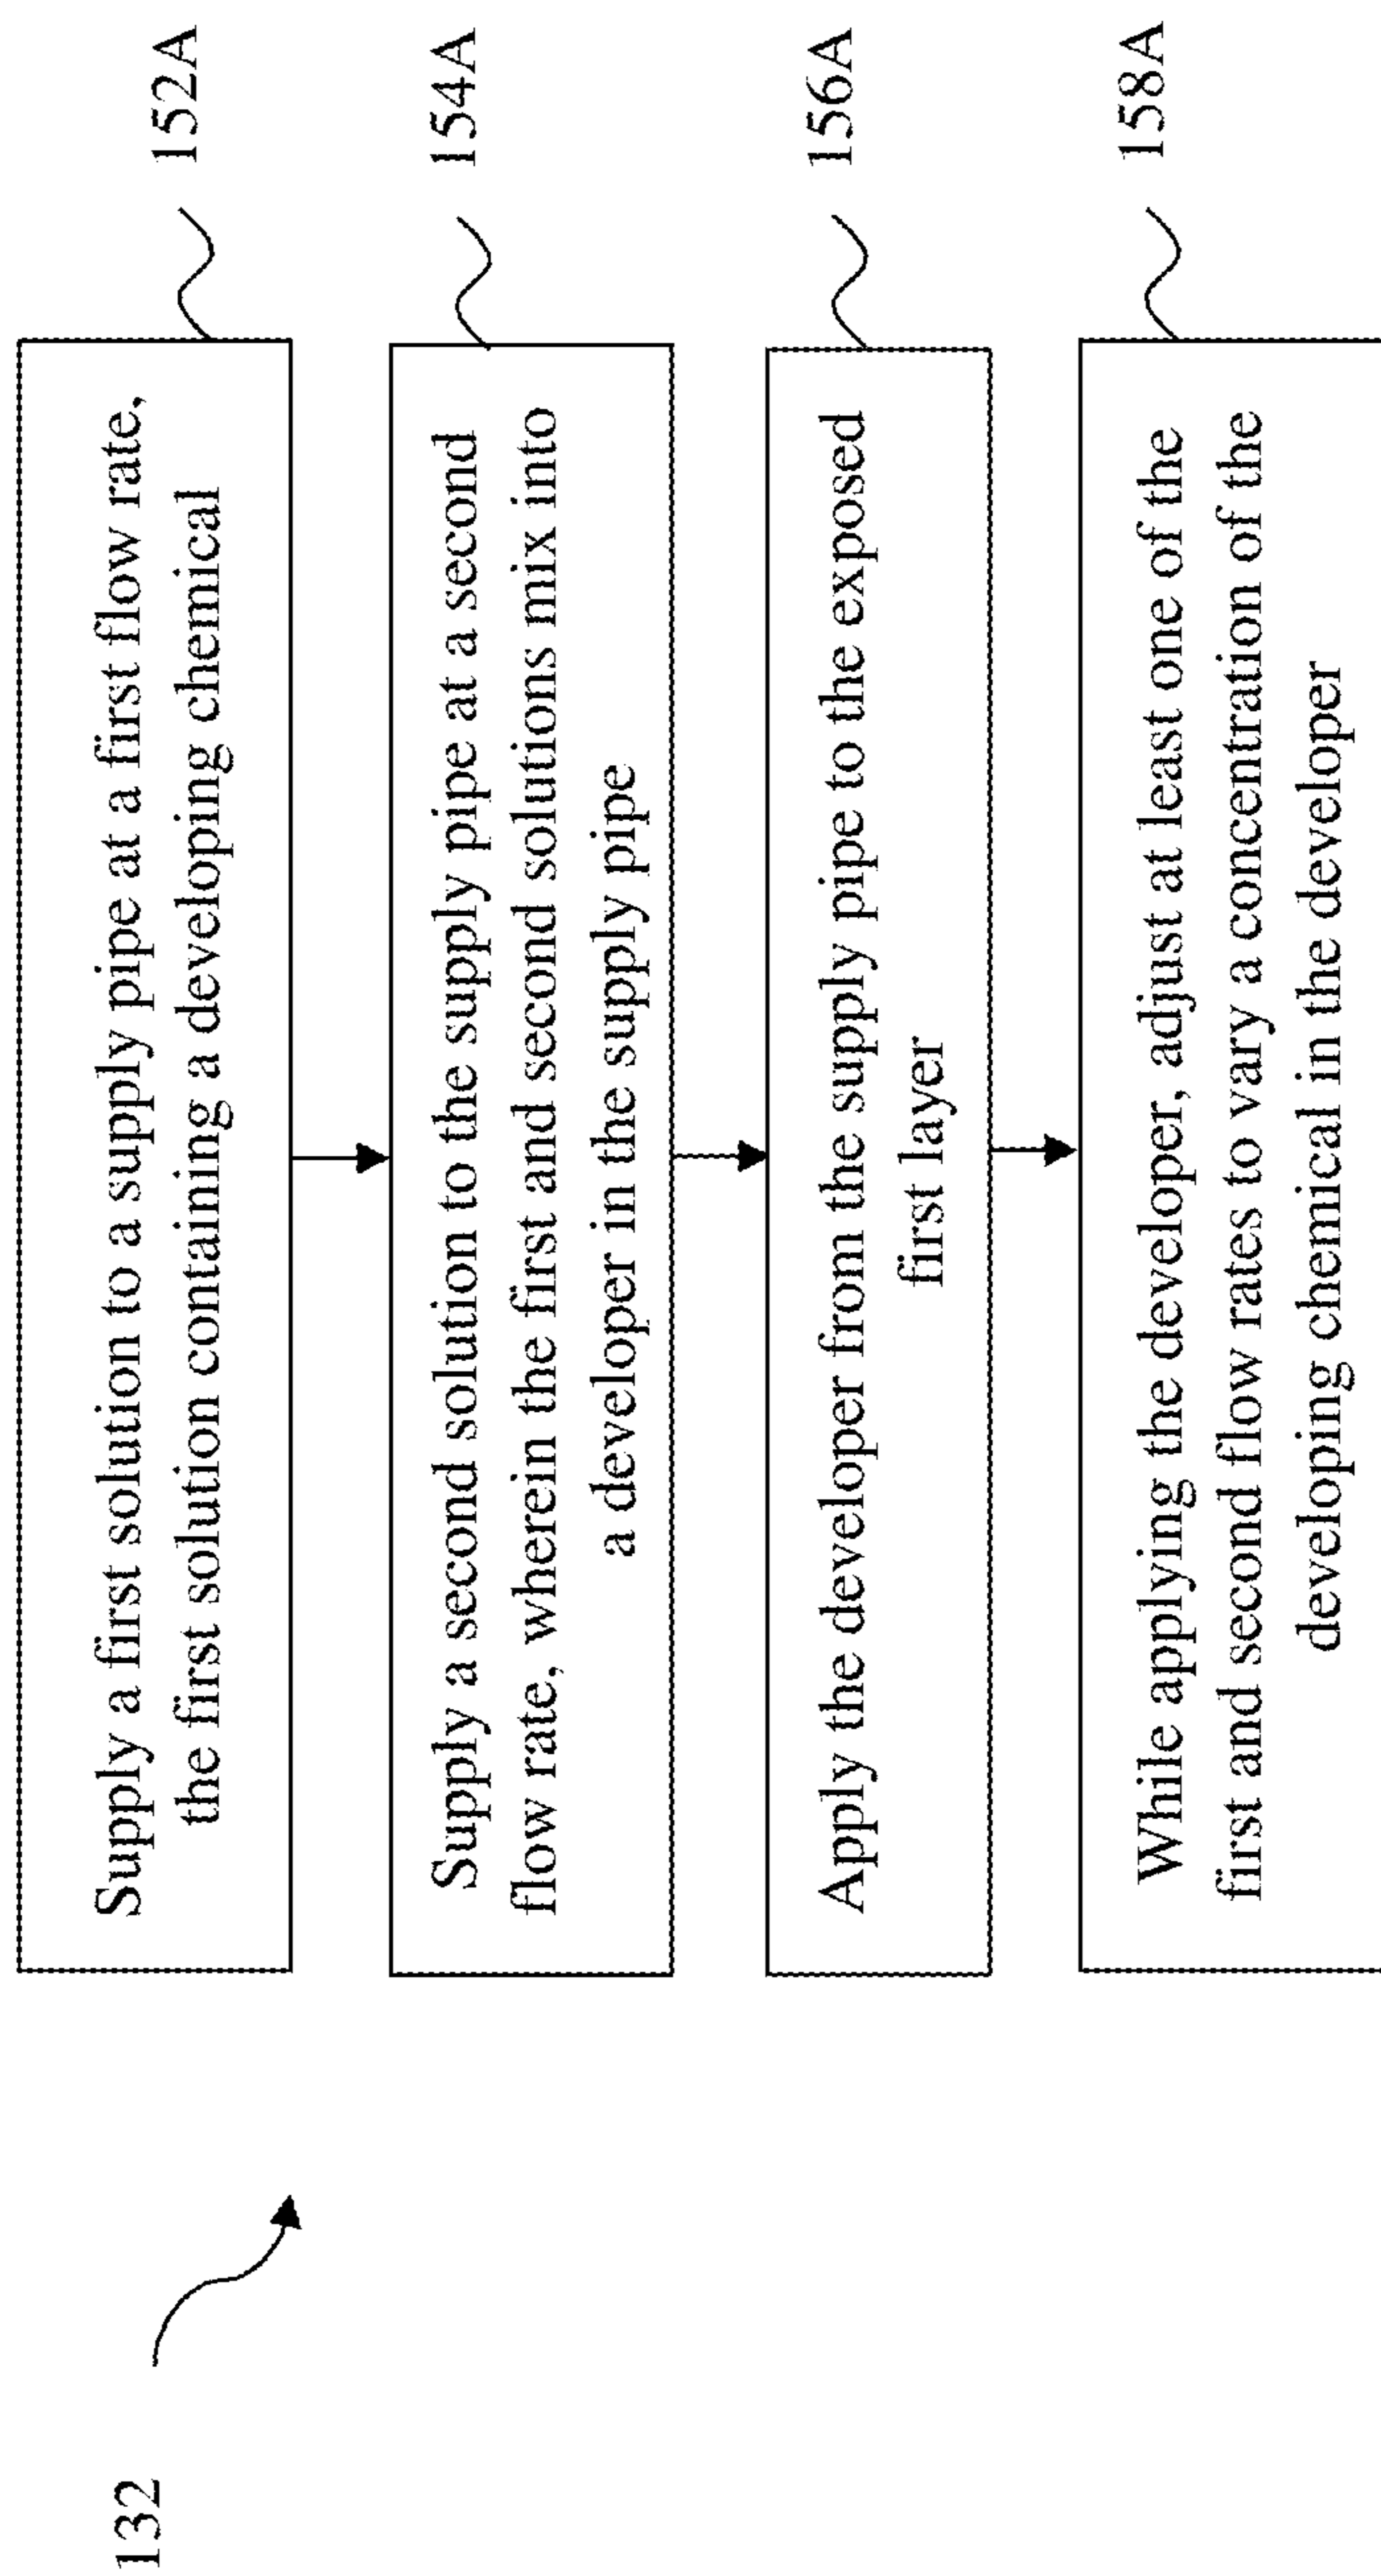 132
Supply a first solution to a supply pipe at a first flow rate,
the first solution containing a developing chemical
152A
Supply a second solution to the supply pipe at a second
flow rate, wherein the first and second solutions mix into
a developer in the supply pipe
154A
Apply the developer from the supply pipe to the exposed
first layer
156A
While applying the developer, adjust at least one of the
first and second flow rates to vary a concentration of the
developing chemical in the developer
158A